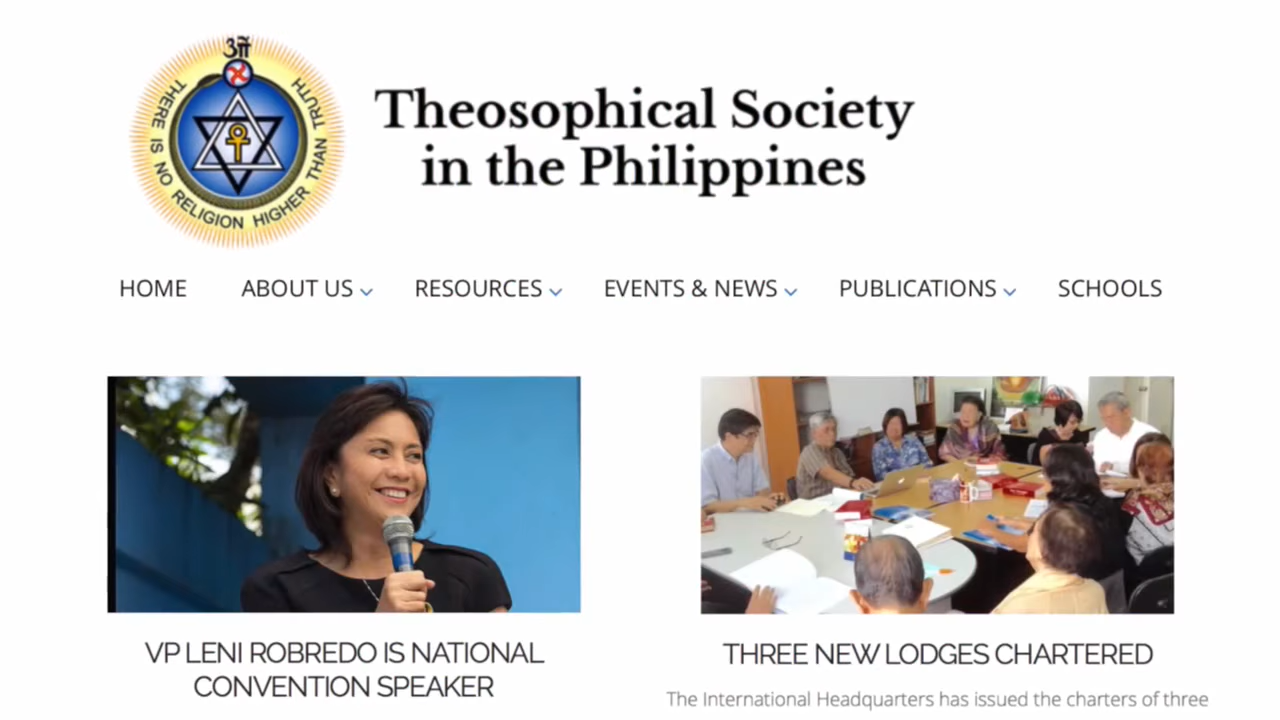 ओम्
THERE IS NO RELIGION HIGHER THAN TRUTH
Theosophical Society
in the Philippines
HOME ABOUT US RESOURCES EVENTS & NEWS PUBLICATIONS SCHOOLS
VP LENI ROBREDO IS NATIONAL
CONVENTION SPEAKER
THREE NEW LODGES CHARTERED
The International Headquarters has issued the charters of three